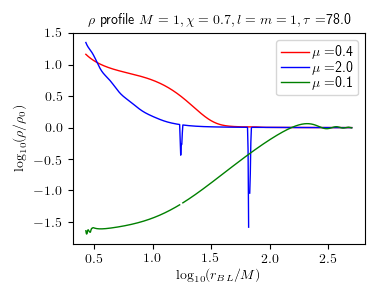 ρ profile M = 1, χ = 0.7, l = m = 1, τ =78.0
1.5
1.0
0.5
0.0
−0.5
−1.0
−1.5
log₁₀(ρ/ρ₀)
μ =0.4
μ =2.0
μ =0.1
0.5 1.0 1.5 2.0 2.5
log₁₀(r_{BL}/M)